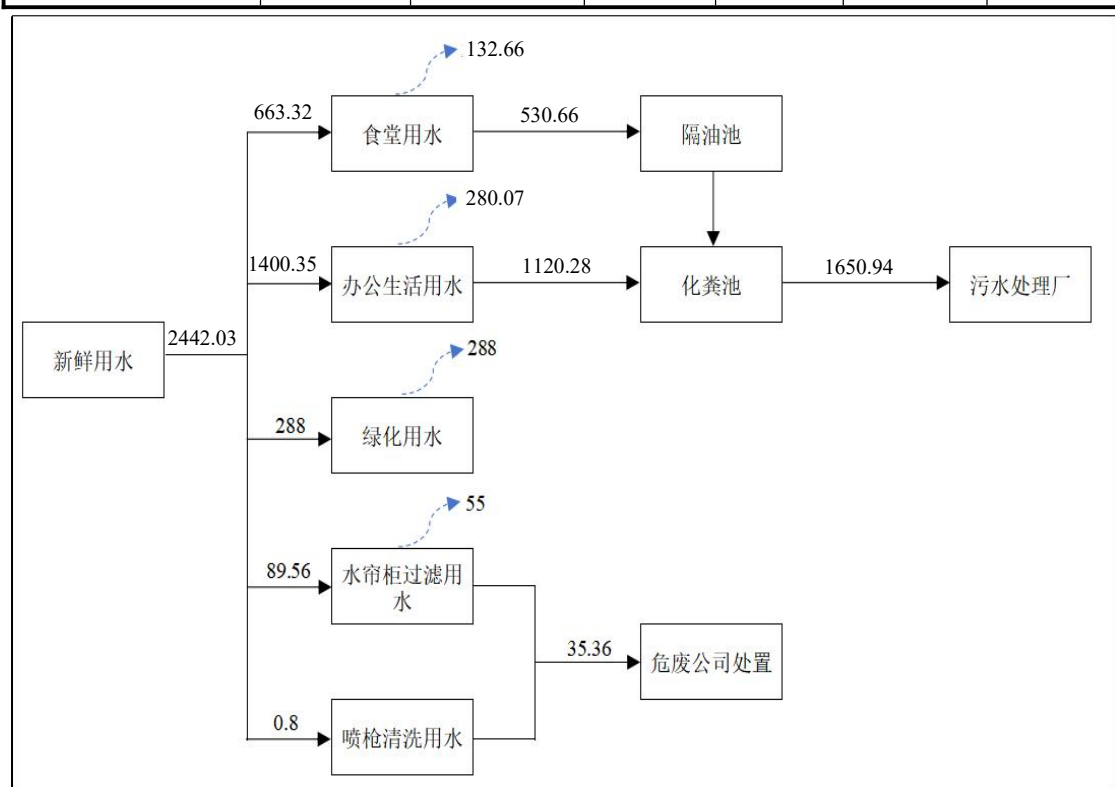 132.66
663.32
食堂用水
530.66
隔油池
280.07
1400.35
办公生活用水
1120.28
化粪池
1650.94
污水处理厂
新鲜用水
2442.03
288
288
绿化用水
55
89.56
水帘柜过滤用
水
35.36
危废公司处置
0.8
喷枪清洗用水